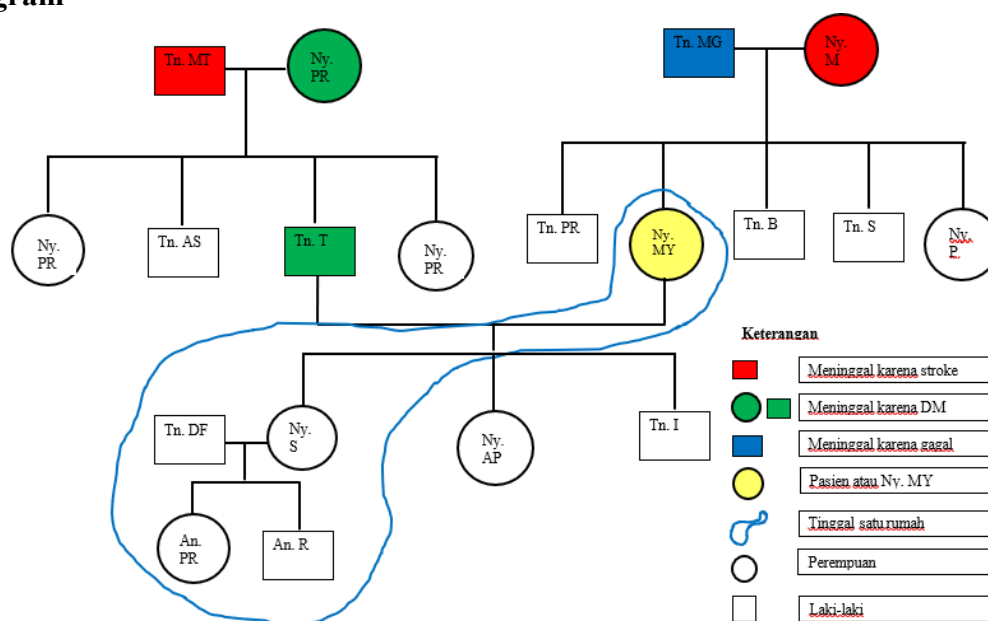 gram
Tn. MT
Ny.
PR
Tn. MG
Ny.
M
Ny.
PR
Tn. AS
Tn. T
Ny.
PR
Tn. PR
Ny.
MY
Tn. B
Tn. S
Ny.
P.
Tn. DF
Ny.
S
Ny.
AP
Tn. I
An.
PR
An. R
Keterangan
Meninggal karena stroke
Meninggal karena DM
Meninggal karena gagal
Pasien atau Ny. MY
Tinggal satu rumah
Perempuan
Laki-laki